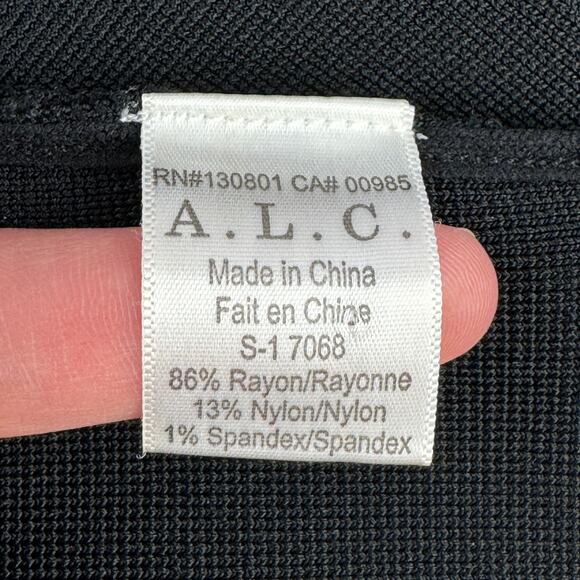 RN#130801 CA# 00985
A.L.C.
Made in China
Fait en Chine
S-1 7068
86% Rayon/Rayonne
13% Nylon/Nylon
1% Spandex/Spandex